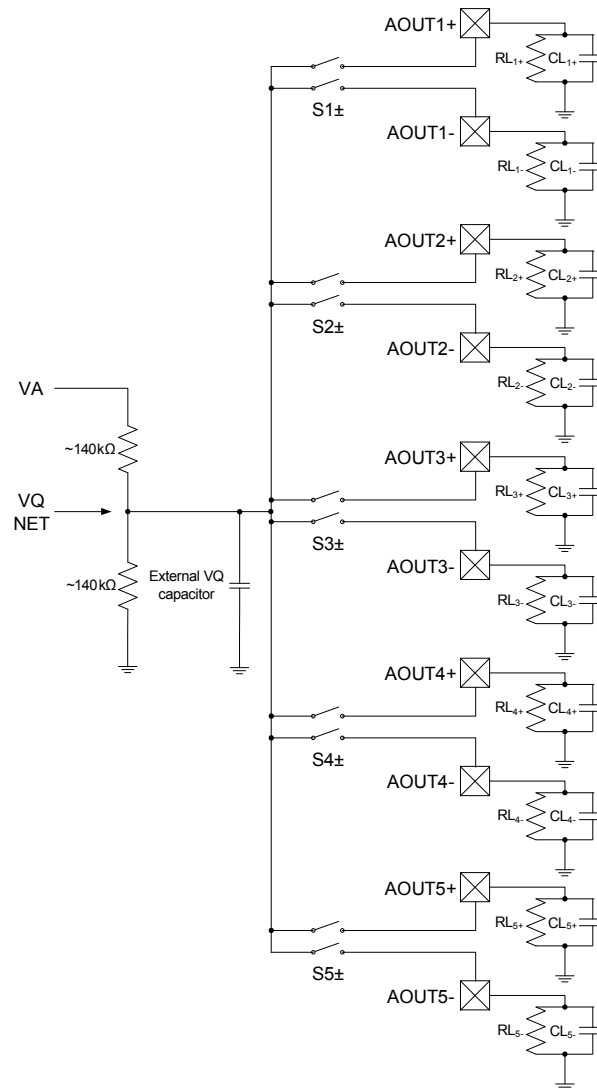 AOUT1+
RL1+ CL1+
S1±
AOUT1-
RL1- CL1-
AOUT2+
RL2+ CL2+
S2±
AOUT2-
RL2- CL2-
VA
~140kΩ
VQ
NET
~140kΩ
External VQ
capacitor
AOUT3+
RL3+ CL3+
S3±
AOUT3-
RL3- CL3-
AOUT4+
RL4+ CL4+
S4±
AOUT4-
RL4- CL4-
AOUT5+
RL5+ CL5+
S5±
AOUT5-
RL5- CL5-